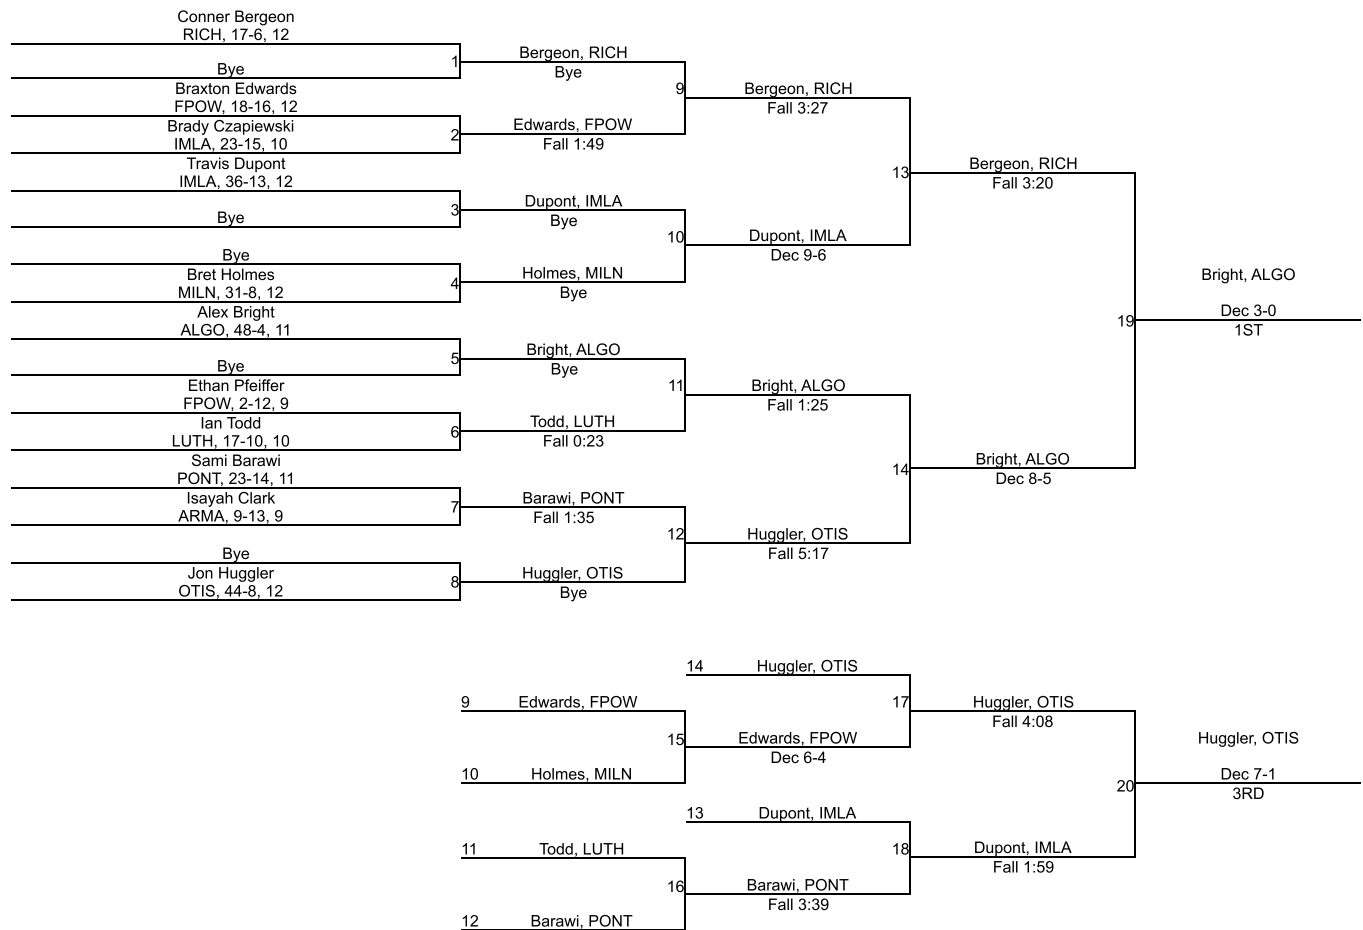 Conner Bergeon
RICH, 17-6, 12
Bye
1
Braxton Edwards
FPOW, 18-16, 12
Brady Czapiewski
IMLA, 23-15, 10
2
Travis Dupont
IMLA, 36-13, 12
Bye
3
Bye
Bret Holmes
MILN, 31-8, 12
4
Alex Bright
ALGO, 48-4, 11
Bye
5
Ethan Pfeiffer
FPOW, 2-12, 9
Ian Todd
LUTH, 17-10, 10
6
Sami Barawi
PONT, 23-14, 11
Isayah Clark
ARMA, 9-13, 9
7
Bye
Jon Huggler
OTIS, 44-8, 12
8
Bergeon, RICH
Bye
9
Edwards, FPOW
Fall 1:49
Dupont, IMLA
Bye
10
Holmes, MILN
Bye
Bright, ALGO
Bye
11
Todd, LUTH
Fall 0:23
Barawi, PONT
Fall 1:35
12
Huggler, OTIS
Bye
Bergeon, RICH
Fall 3:27
13
Dupont, IMLA
Dec 9-6
Bright, ALGO
Fall 1:25
14
Huggler, OTIS
Fall 5:17
Bergeon, RICH
Fall 3:20
19
Bright, ALGO
Dec 8-5
Bright, ALGO
Dec 3-0
1ST
9 Edwards, FPOW
15
10 Holmes, MILN
11 Todd, LUTH
16
12 Barawi, PONT
14 Huggler, OTIS
17
Edwards, FPOW
Dec 6-4
13 Dupont, IMLA
18
Barawi, PONT
Fall 3:39
Huggler, OTIS
Fall 4:08
20
Dupont, IMLA
Fall 1:59
Huggler, OTIS
Dec 7-1
3RD